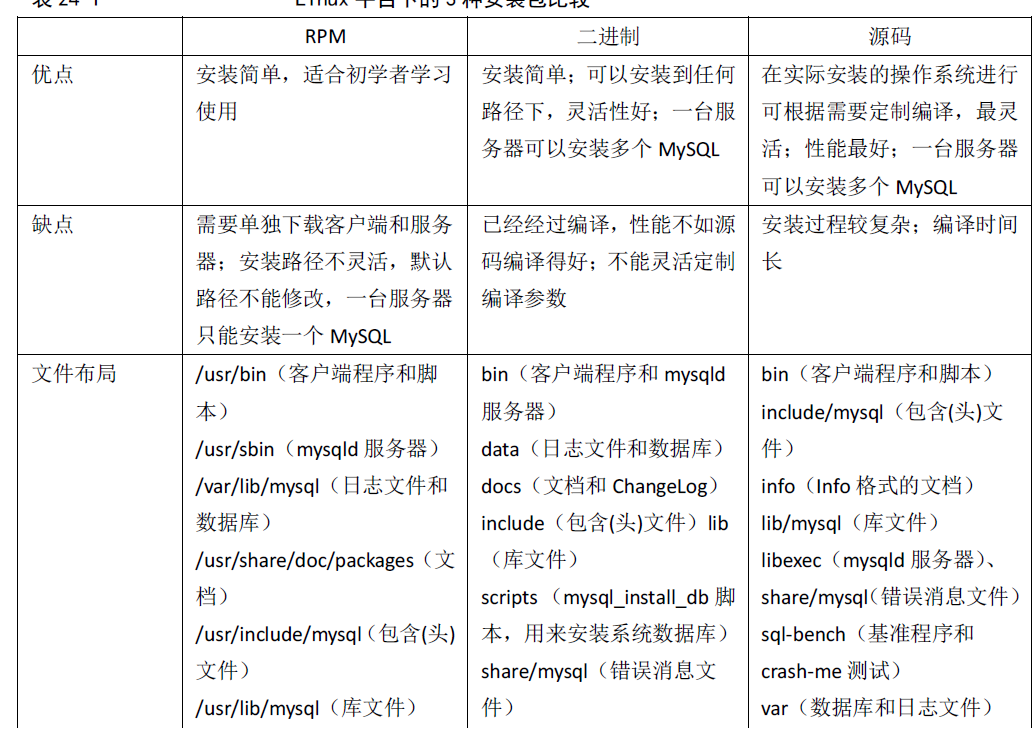 RPM
二进制
源码
优点
安装简单，适合初学者学习
使用
安装简单；可以安装到任何
路径下，灵活性好；一台服
务器可以安装多个 MySQL
在实际安装的操作系统进行
可根据需要定制编译，最灵
活；性能最好；一台服务器
可以安装多个 MySQL
缺点
需要单独下载客户端和服务
器；安装路径不灵活，默认
路径不能修改，一台服务器
只能安装一个 MySQL
已经经过编译，性能不如源
码编译得好；不能灵活定制
编译参数
安装过程较复杂；编译时间
长
文件布局
/usr/bin（客户端程序和脚
本）
/usr/sbin（mysqld 服务器）
/var/lib/mysql（日志文件和
数据库）
/usr/share/doc/packages（文
档）
/usr/include/mysql（包含(头)
文件）
/usr/lib/mysql（库文件）
bin（客户端程序和 mysqld
服务器）
data（日志文件和数据库）
docs（文档和 ChangeLog）
include（包含(头)文件）lib
（库文件）
scripts （mysql_install_db 脚
本，用来安装系统数据库）
share/mysql（错误消息文
件）
bin（客户端程序和脚本）
include/mysql（包含(头)文
件）
info（Info 格式的文档）
lib/mysql（库文件）
libexec（mysqld 服务器）、
share/mysql（错误消息文件）
sql-bench（基准程序和
crash-me 测试）
var（数据库和日志文件）